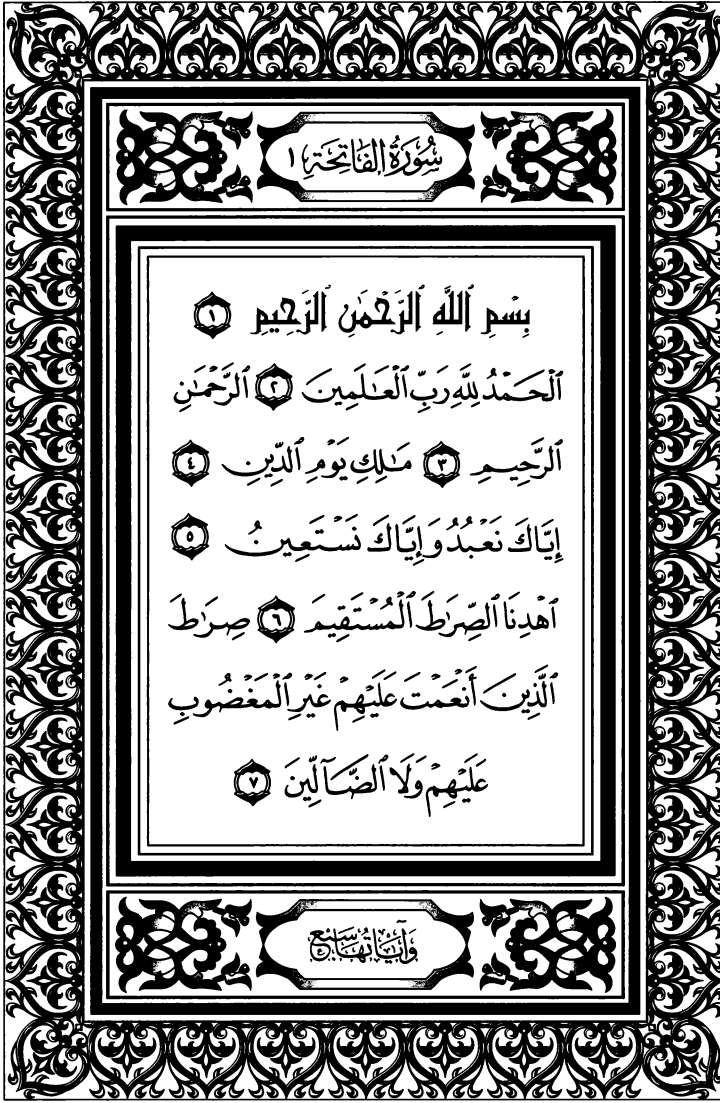 سُورَةُ الفَاتِحَة ١
بِسْمِ ٱللَّهِ ٱلرَّحْمَٰنِ ٱلرَّحِيمِ ١
ٱلْحَمْدُ لِلَّهِ رَبِّ ٱلْعَٰلَمِينَ ٢ ٱلرَّحْمَٰنِ
ٱلرَّحِيمِ ٣ مَٰلِكِ يَوْمِ ٱلدِّينِ ٤
إِيَّاكَ نَعْبُدُ وَإِيَّاكَ نَسْتَعِينُ ٥
ٱهْدِنَا ٱلصِّرَٰطَ ٱلْمُسْتَقِيمَ ٦ صِرَٰطَ
ٱلَّذِينَ أَنْعَمْتَ عَلَيْهِمْ غَيْرِ ٱلْمَغْضُوبِ
عَلَيْهِمْ وَلَا ٱلضَّآلِّينَ ٧
وَآيَاتُهَا سَبْعٌ